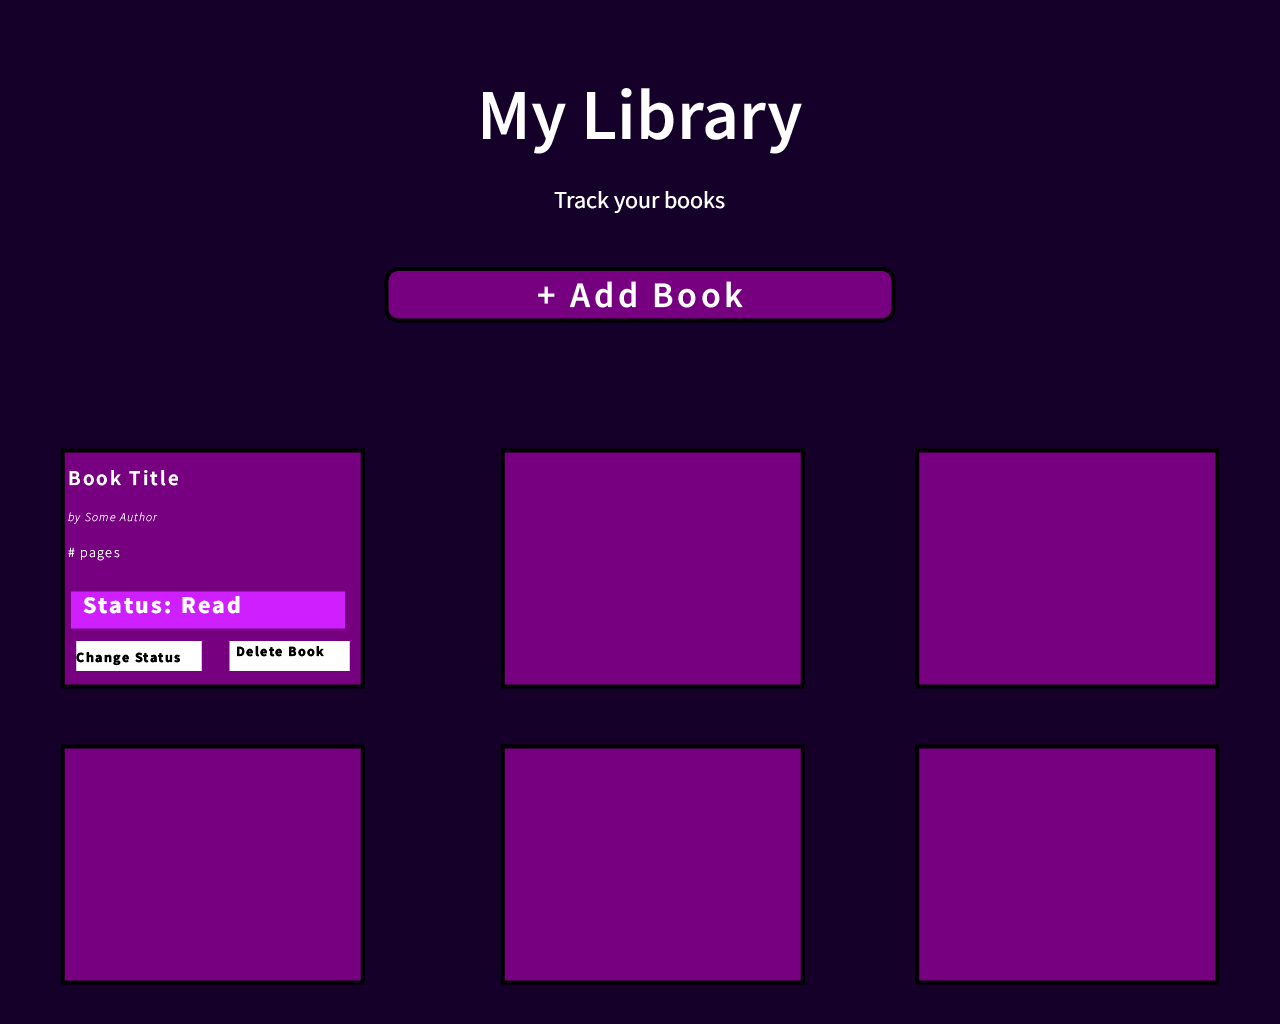 My Library
Track your books
+ Add Book
Book Title
by Some Author
# pages
Status: Read
Change Status
Delete Book